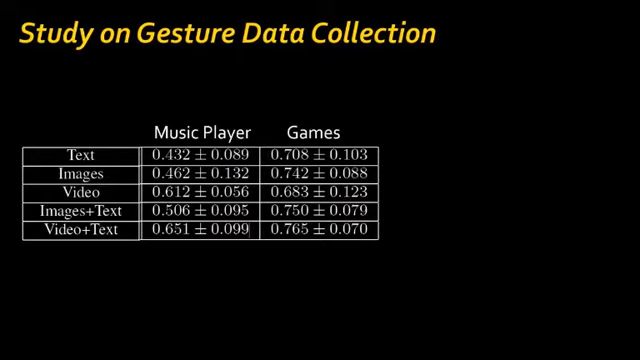 Study on Gesture Data Collection
Music Player Games
Text 0.432 ± 0.089 0.708 ± 0.103
Images 0.462 ± 0.132 0.742 ± 0.088
Video 0.612 ± 0.056 0.683 ± 0.123
Images+Text 0.506 ± 0.095 0.750 ± 0.079
Video+Text 0.651 ± 0.099 0.765 ± 0.070